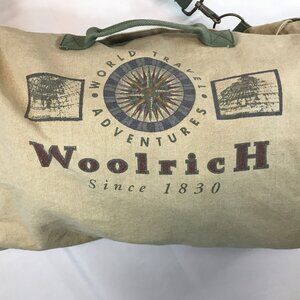 WORLD TRAVEL
ADVENTURES
WoolricH
Since 1830